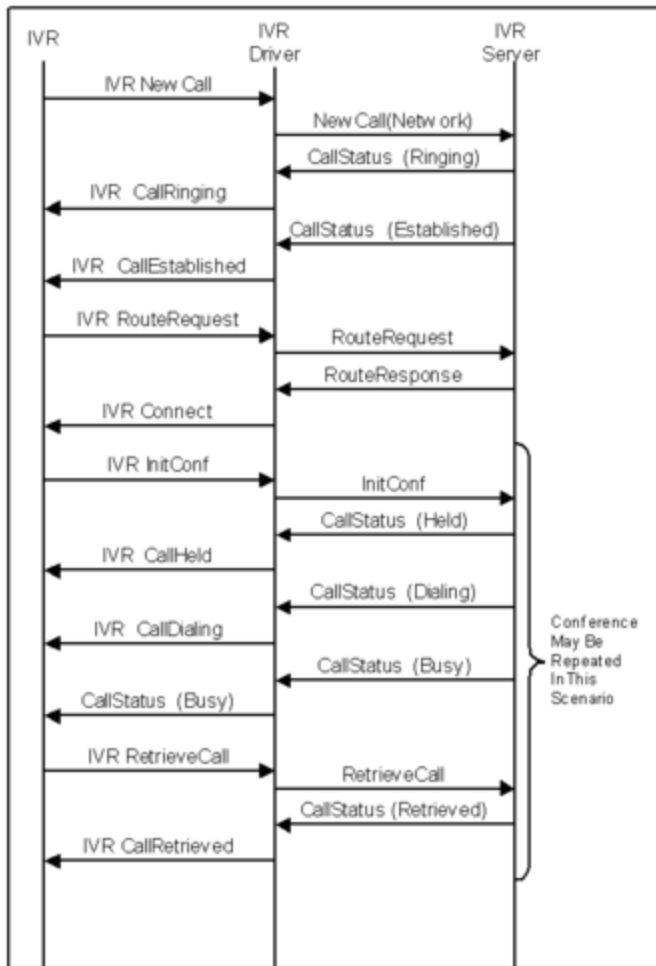 IVR
IVR
Driver
IVR
Server
IVR New Call
NewCall(Network)
CallStatus (Ringing)
IVR CallRinging
CallStatus (Established)
IVR CallEstablished
IVR RouteRequest
RouteRequest
RouteResponse
IVR Connect
IVR InitConf
InitConf
CallStatus (Held)
IVR CallHeld
CallStatus (Dialing)
IVR CallDialing
CallStatus (Busy)
CallStatus (Busy)
IVR RetrieveCall
RetrieveCall
CallStatus (Retrieved)
IVR CallRetrieved
Conference
May Be
Repeated
In This
Scenario